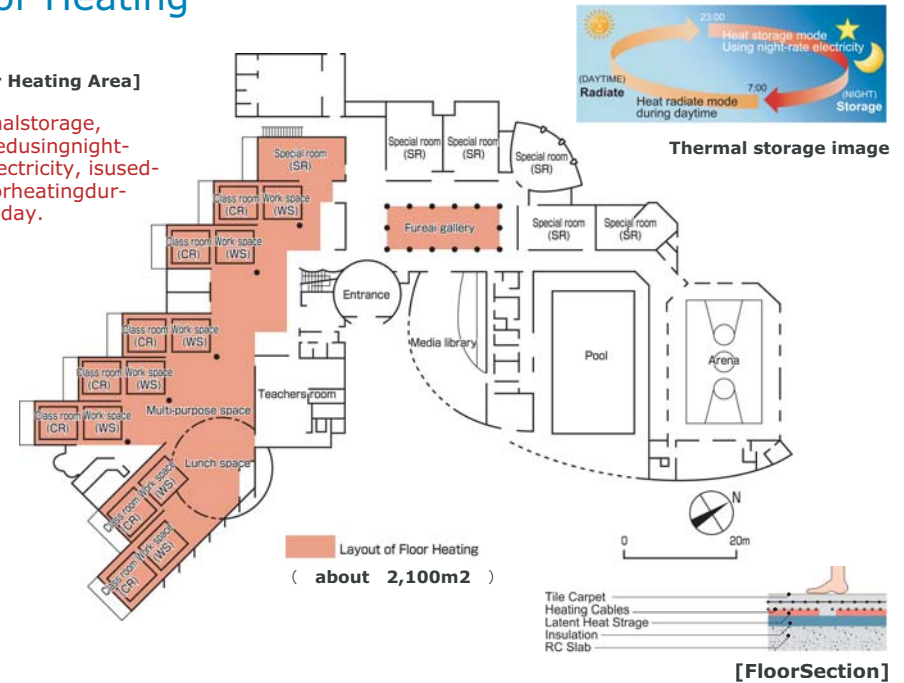 or Heating
r Heating Area]
alstorage,
edusingnight-
ectricity, isused-
orheatingdur-
day.
23:00
Heat storage mode
Using night-rate electricity
(DAYTIME)
Radiate
7:00
(NIGHT)
Storage
Heat radiate mode
during daytime
Thermal storage image
Special room
(SR)
Special room
(SR)
Special room
(SR)
Special room
(SR)
Class room
(CR)
Work space
(WS)
Fureai gallery
Special room
(SR)
Special room
(SR)
Class room
(CR)
Work space
(WS)
Entrance
Class room
(CR)
Work space
(WS)
Media library
Pool
Arena
Class room
(CR)
Work space
(WS)
Teachers room
Class room
(CR)
Work space
(WS)
Multi-purpose space
Lunch space
Class room
(CR)
Work space
(WS)
Class room
(CR)
Work space
(WS)
N
0 20m
Layout of Floor Heating
( about 2,100m2 )
Tile Carpet
Heating Cables
Latent Heat Strage
Insulation
RC Slab
[FloorSection]